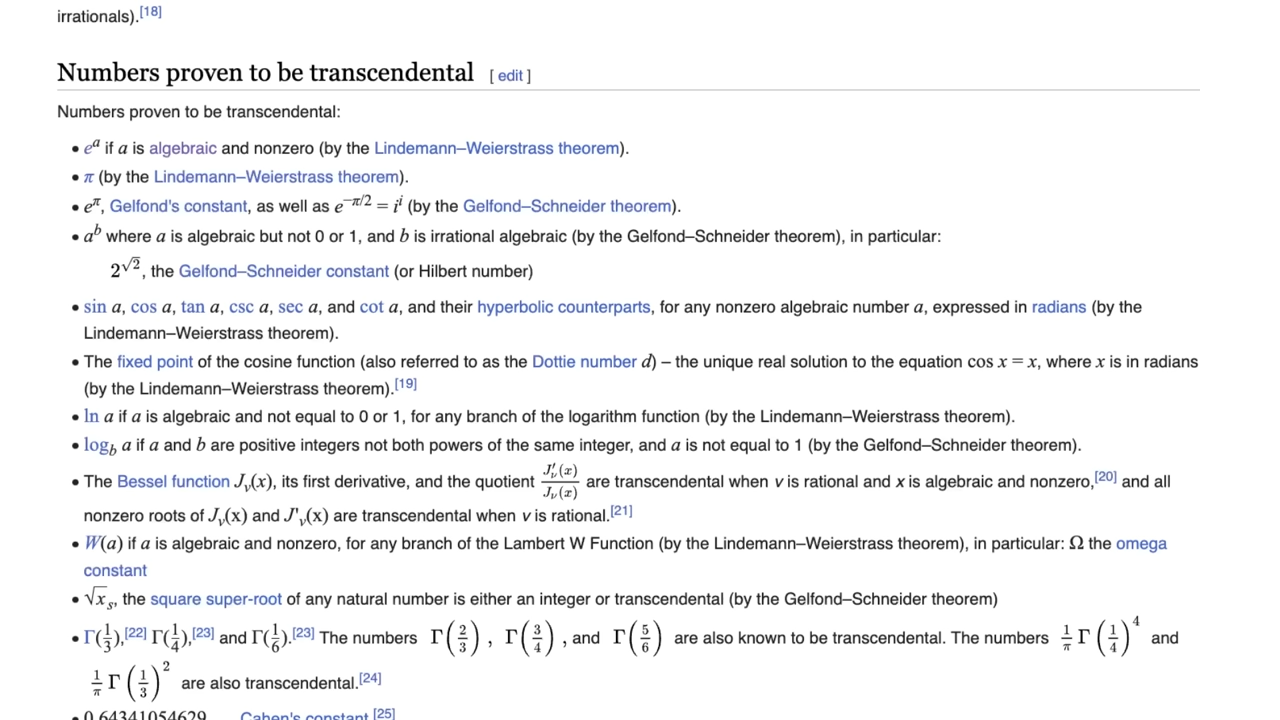 irrationals).[18]
Numbers proven to be transcendental [ edit ]
Numbers proven to be transcendental:
• eᵃ if a is algebraic and nonzero (by the Lindemann–Weierstrass theorem).
• π (by the Lindemann–Weierstrass theorem).
• e^π, Gelfond's constant, as well as e^−π/2 = iⁱ (by the Gelfond–Schneider theorem).
• aᵇ where a is algebraic but not 0 or 1, and b is irrational algebraic (by the Gelfond–Schneider theorem), in particular:
2^√2, the Gelfond–Schneider constant (or Hilbert number)
• sin a, cos a, tan a, csc a, sec a, and cot a, and their hyperbolic counterparts, for any nonzero algebraic number a, expressed in radians (by the
Lindemann–Weierstrass theorem).
• The fixed point of the cosine function (also referred to as the Dottie number d) – the unique real solution to the equation cos x = x, where x is in radians
(by the Lindemann–Weierstrass theorem).[19]
• ln a if a is algebraic and not equal to 0 or 1, for any branch of the logarithm function (by the Lindemann–Weierstrass theorem).
• log_b a if a and b are positive integers not both powers of the same integer, and a is not equal to 1 (by the Gelfond–Schneider theorem).
• The Bessel function J_ν(x), its first derivative, and the quotient J′_ν(x)/J_ν(x) are transcendental when ν is rational and x is algebraic and nonzero,[20] and all
nonzero roots of J_ν(x) and J'_ν(x) are transcendental when ν is rational.[21]
• W(a) if a is algebraic and nonzero, for any branch of the Lambert W Function (by the Lindemann–Weierstrass theorem), in particular: Ω the omega
constant
• √x_s, the square super-root of any natural number is either an integer or transcendental (by the Gelfond–Schneider theorem)
• Γ(1/3),[22] Γ(1/4),[23] and Γ(1/6).[23] The numbers Γ(2/3), Γ(3/4), and Γ(5/6) are also known to be transcendental. The numbers 1/π Γ(1/4)⁴ and
1/π Γ(1/3)² are also transcendental.[24]
• 0.64341054629 Cahen's constant.[25]